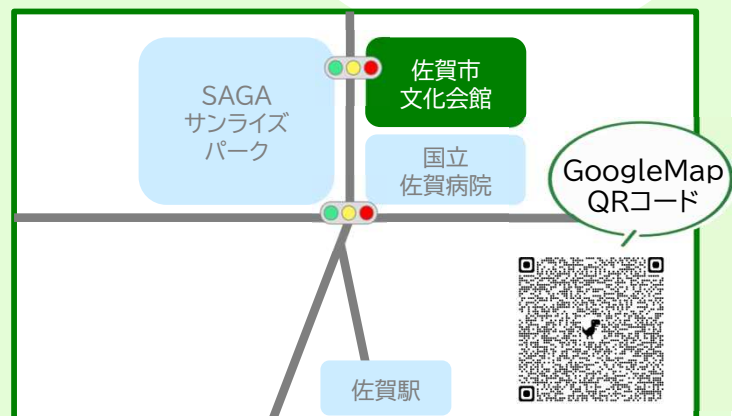 SAGA
サンライズ
パーク
佐賀市
文化会館
国立
佐賀病院
GoogleMap
QRコード
佐賀駅